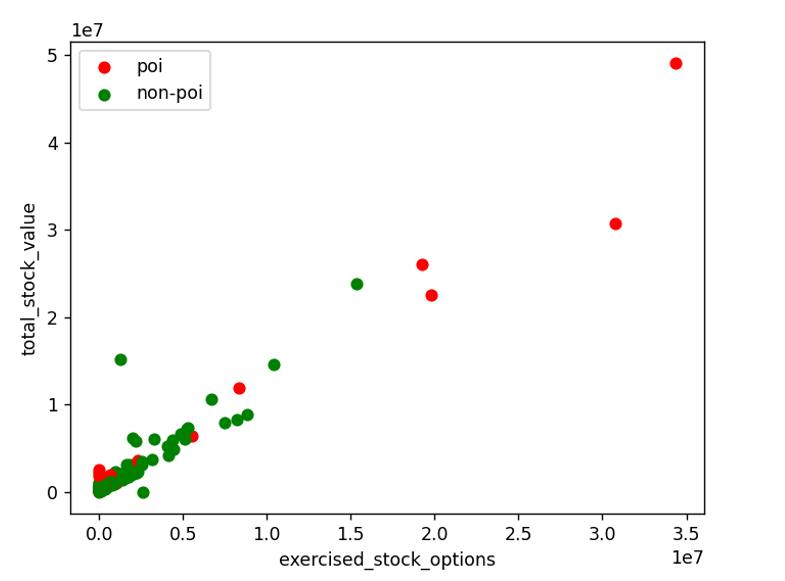 1e7
5
4
3
2
1
0
total_stock_value
poi
non-poi
0.0 0.5 1.0 1.5 2.0 2.5 3.0 3.5
exercised_stock_options
1e7